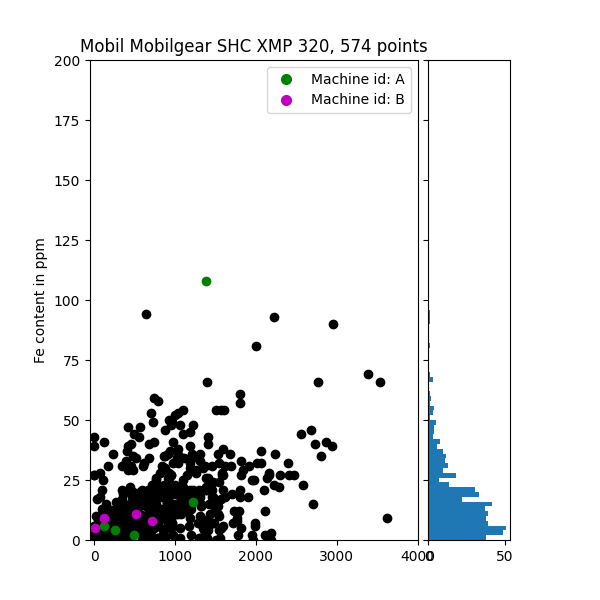 Mobil Mobilgear SHC XMP 320, 574 points
Machine id: A
Machine id: B
Fe content in ppm
200
175
150
125
100
75
50
25
0
0 1000 2000 3000 4000
0 50